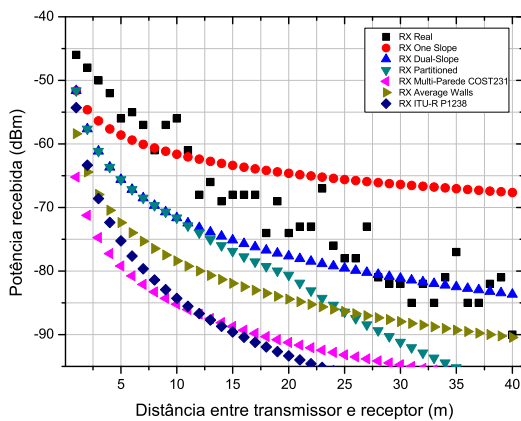 -40
-50
-60
-70
-80
-90
Potência recebida (dBm)
RX Real
RX One Slope
RX Dual-Slope
RX Partitioned
RX Multi-Parede COST231
RX Average Walls
RX ITU-R P1238
5 10 15 20 25 30 35 40
Distância entre transmissor e receptor (m)